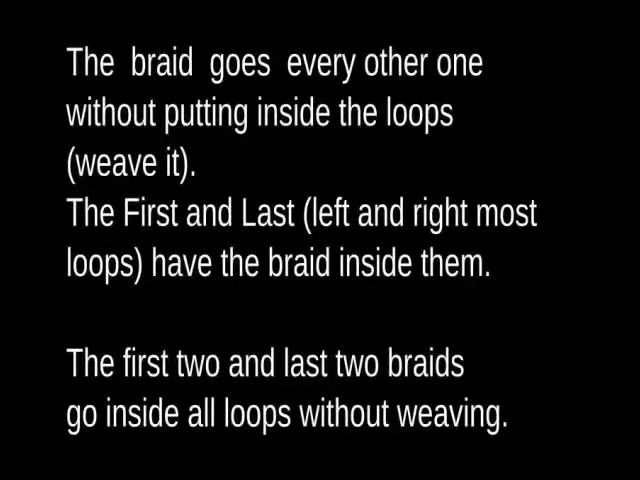 The braid goes every other one
without putting inside the loops
(weave it).
The First and Last (left and right most
loops) have the braid inside them.
The first two and last two braids
go inside all loops without weaving.